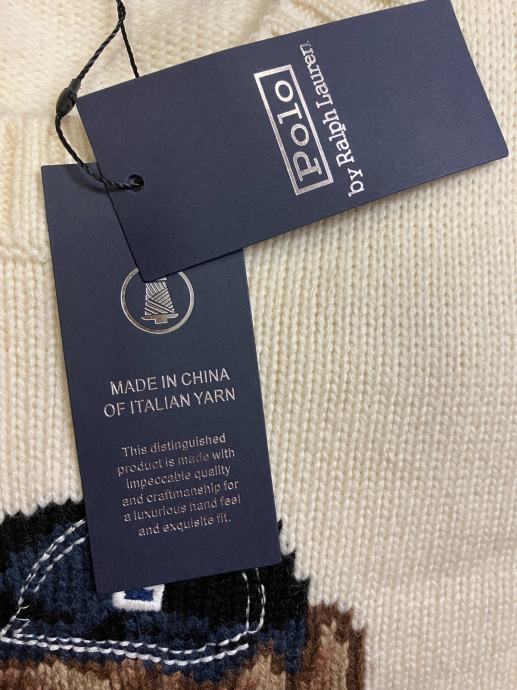 POLO
by Ralph Lauren
MADE IN CHINA
OF ITALIAN YARN
This distinguished
product is made with
impeccable quality
and craftmanship for
a luxurious hand feel
and exquisite fit.